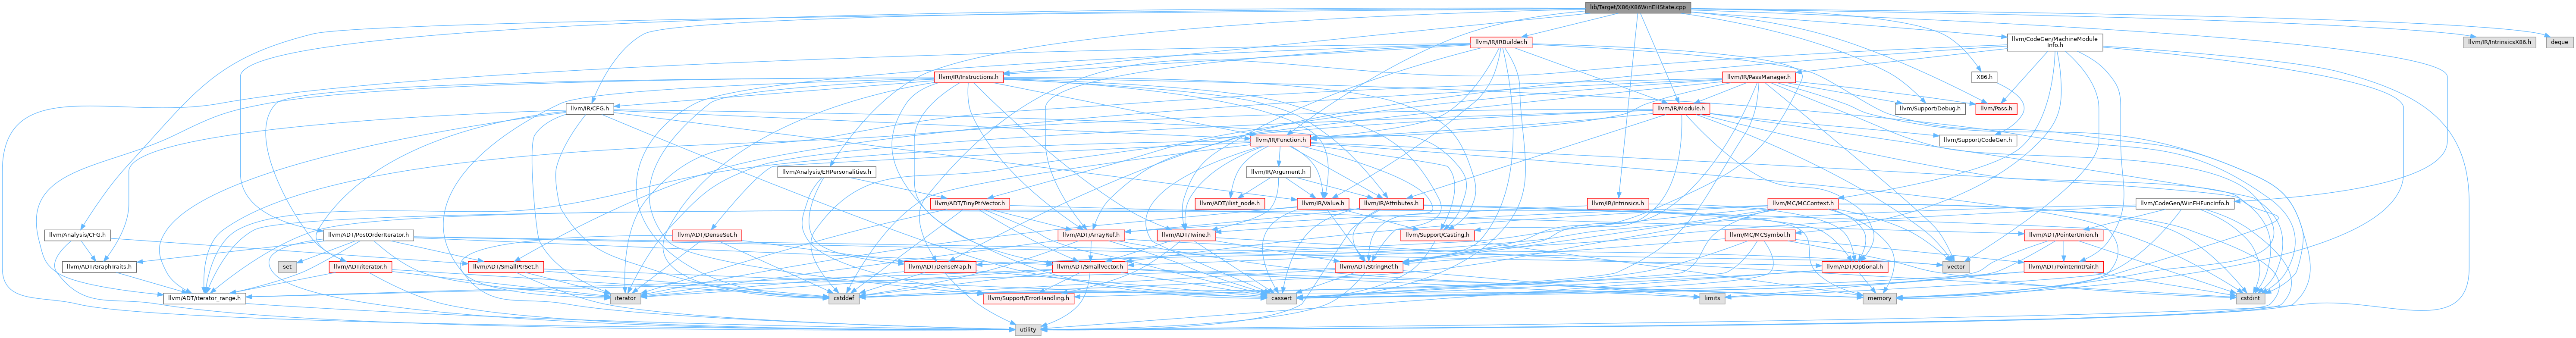 lib/Target/X86/X86WinEHState.cpp
llvm/IR/IRBuilder.h
llvm/CodeGen/MachineModule
Info.h
llvm/IR/IntrinsicsX86.h
deque
llvm/IR/Instructions.h
llvm/IR/PassManager.h
X86.h
llvm/IR/CFG.h
llvm/IR/Module.h
llvm/Support/Debug.h
llvm/Pass.h
llvm/IR/Function.h
llvm/Support/CodeGen.h
llvm/Analysis/EHPersonalities.h
llvm/IR/Argument.h
llvm/ADT/TinyPtrVector.h
llvm/ADT/ilist_node.h
llvm/IR/Value.h
llvm/IR/Attributes.h
llvm/IR/Intrinsics.h
llvm/MC/MCContext.h
llvm/CodeGen/WinEHFuncInfo.h
llvm/Analysis/CFG.h
llvm/ADT/PostOrderIterator.h
llvm/ADT/DenseSet.h
llvm/ADT/ArrayRef.h
llvm/ADT/Twine.h
llvm/Support/Casting.h
llvm/MC/MCSymbol.h
llvm/ADT/PointerUnion.h
llvm/ADT/GraphTraits.h
set
llvm/ADT/iterator.h
llvm/ADT/SmallPtrSet.h
llvm/ADT/DenseMap.h
llvm/ADT/SmallVector.h
llvm/ADT/StringRef.h
llvm/ADT/Optional.h
vector
llvm/ADT/PointerIntPair.h
llvm/ADT/iterator_range.h
iterator
cstddef
llvm/Support/ErrorHandling.h
cassert
limits
memory
cstdint
utility